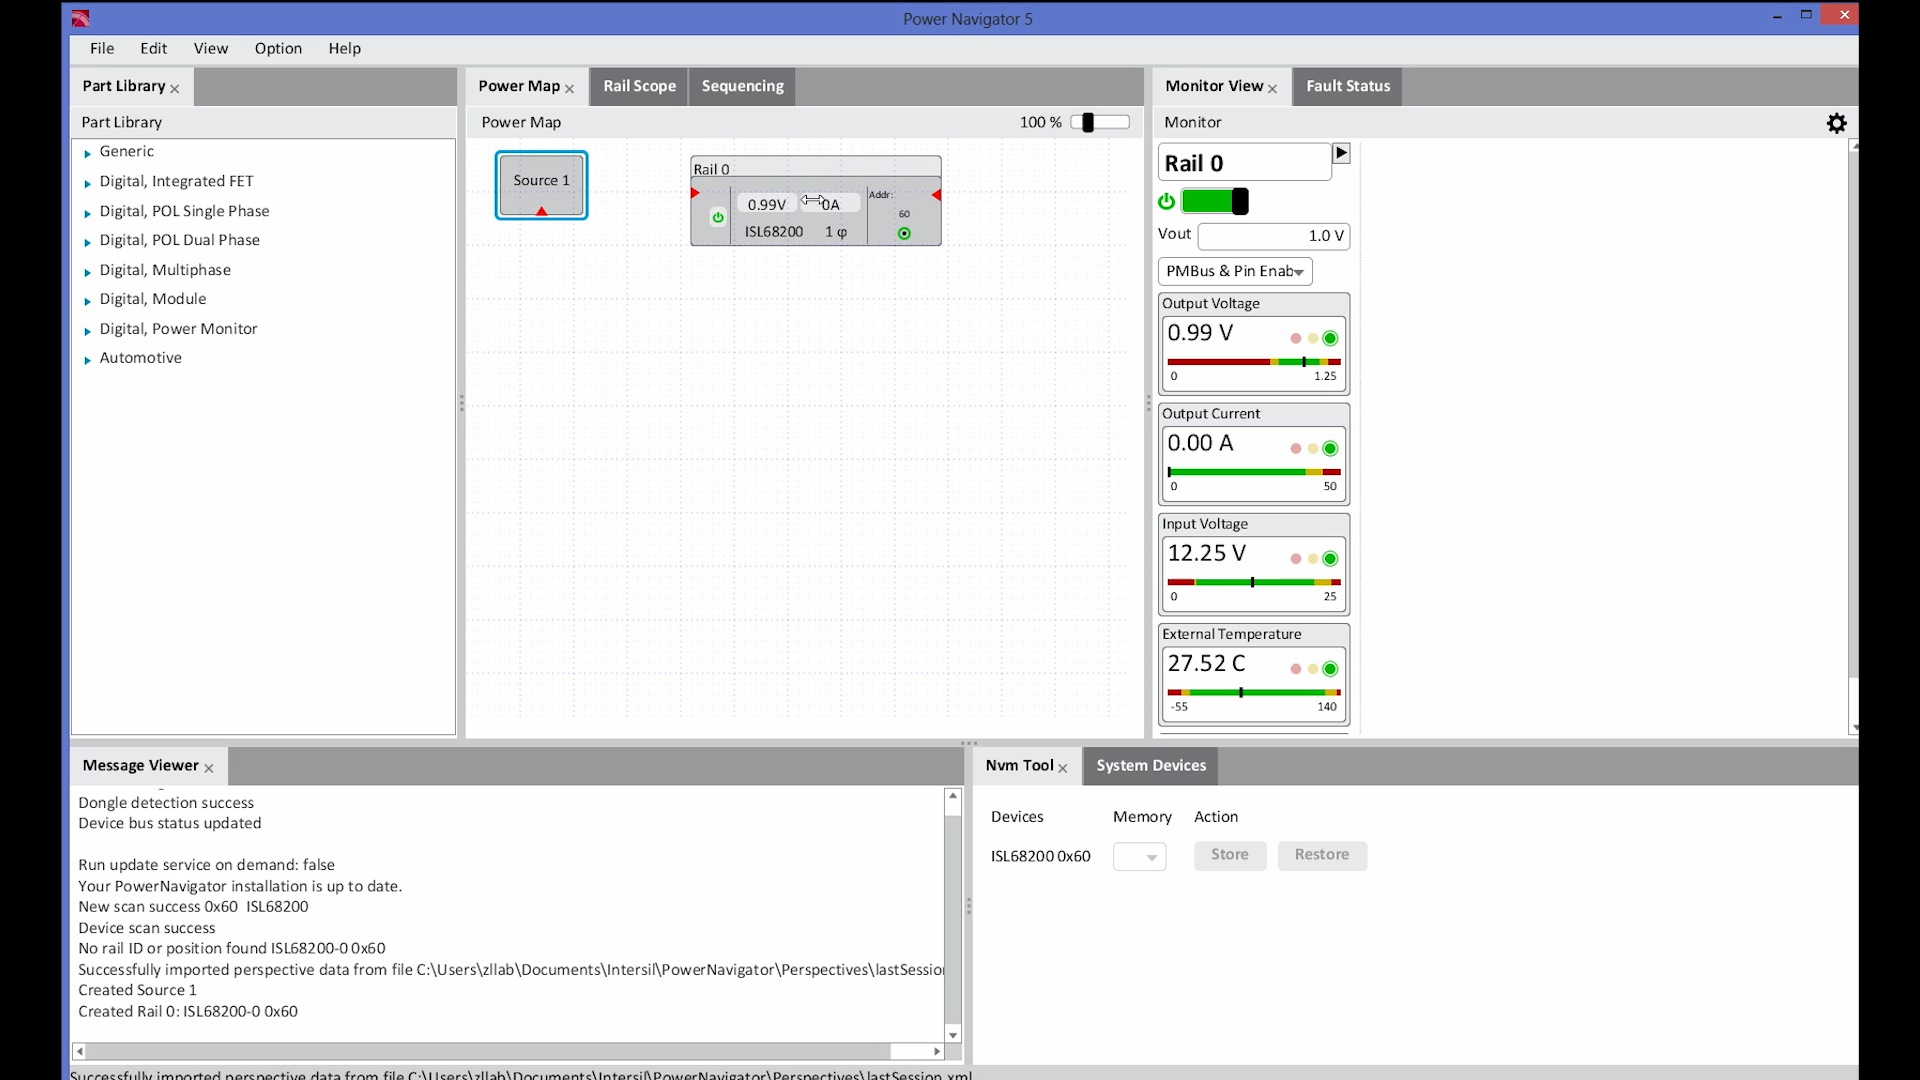 Power Navigator 5
File Edit View Option Help
Part Library
Power Map Rail Scope Sequencing
Monitor View Fault Status
Part Library
Power Map 100 %
Monitor
Generic
Digital, Integrated FET
Digital, POL Single Phase
Digital, POL Dual Phase
Digital, Multiphase
Digital, Module
Digital, Power Monitor
Automotive
Source 1
Rail 0
0.99V 0A
ISL68200 1 φ
Addr:
60
Rail 0
Vout 1.0 V
PMBus & Pin Enab
Output Voltage
0.99 V
0 1.25
Output Current
0.00 A
0 50
Input Voltage
12.25 V
0 25
External Temperature
27.52 C
-55 140
Message Viewer
Dongle detection success
Device bus status updated
Run update service on demand: false
Your PowerNavigator installation is up to date.
New scan success 0x60 ISL68200
Device scan success
No rail ID or position found ISL68200-0 0x60
Successfully imported perspective data from file C:\Users\zllab\Documents\Intersil\PowerNavigator\Perspectives\lastSession
Created Source 1
Created Rail 0: ISL68200-0 0x60
Nvm Tool System Devices
Devices Memory Action
ISL68200 0x60 Store Restore
Successfully imported perspective data from file C:\Users\zllab\Documents\Intersil\PowerNavigator\Perspectives\lastSession.xml